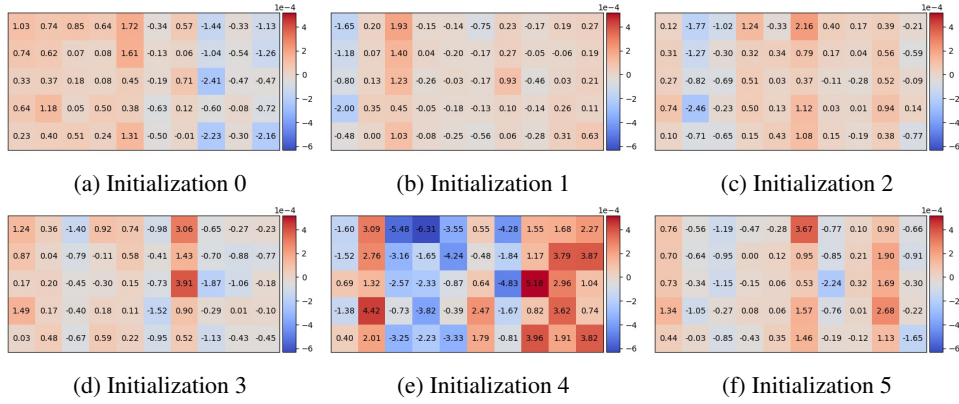 1e−4
1.03 0.74 0.85 0.64 1.72 -0.34 0.57 -1.44 -0.33 -1.13
0.74 0.62 -0.07 0.08 1.61 -0.13 0.06 -1.04 -0.54 -1.26
0.33 0.37 0.18 0.08 0.45 -0.19 0.71 -2.41 -0.47 -0.47
0.64 1.18 0.05 0.50 0.38 -0.63 0.12 -0.60 -0.08 -0.72
0.23 0.40 0.51 0.24 1.31 -0.50 -0.01 -2.23 -0.30 -2.16
4
2
0
−2
−4
−6
(a) Initialization 0
1e−4
-1.65 0.20 1.93 -0.15 -0.14 -0.75 0.23 -0.17 0.19 0.27
-1.18 0.07 1.40 0.04 -0.21 -0.17 0.27 -0.05 -0.06 0.19
-0.80 0.13 1.23 -0.26 -0.03 -0.17 0.93 -0.46 0.03 0.21
-2.00 0.35 0.45 -0.05 -0.18 -0.13 0.10 -0.14 0.26 0.11
-0.48 0.00 1.03 -0.08 -0.25 -0.56 0.06 -0.28 0.31 0.63
4
2
0
−2
−4
−6
(b) Initialization 1
1e−4
0.12 -1.77 -1.02 1.24 -0.33 2.16 0.40 0.17 0.39 -0.21
0.31 -1.27 -0.30 0.32 0.34 0.79 0.17 0.04 0.56 -0.59
0.27 -0.82 -0.69 0.51 0.03 0.37 -0.11 -0.28 0.52 -0.09
0.74 -2.46 -0.23 0.50 0.13 1.12 0.03 0.01 0.94 0.14
0.10 -0.71 -0.65 0.15 0.43 1.08 0.15 -0.19 0.38 -0.77
4
2
0
−2
−4
−6
(c) Initialization 2
1e−4
1.24 0.36 -1.40 0.92 0.74 -0.98 3.06 -0.65 -0.27 -0.23
0.87 0.04 -0.79 -0.11 0.58 -0.41 1.43 -0.70 -0.88 -0.77
0.17 0.20 -0.45 -0.30 0.15 -0.73 3.91 -1.87 -1.06 -0.18
1.49 0.17 -0.40 0.18 0.11 -1.52 0.90 -0.29 0.01 -0.10
0.03 0.48 -0.67 0.59 0.22 -0.95 0.52 -1.13 -0.43 -0.45
4
2
0
−2
−4
−6
(d) Initialization 3
1e−4
-1.60 3.09 -5.48 -6.31 -3.55 0.55 -4.28 1.55 1.68 2.27
-1.52 2.76 -3.16 -1.65 -4.24 -0.48 -1.84 1.17 3.79 3.87
0.69 1.32 -2.57 -2.33 -0.87 0.64 -4.83 5.18 2.96 1.04
-1.38 4.42 -0.73 -3.82 -0.39 2.47 -1.67 0.82 3.62 0.74
0.40 2.01 -3.25 -2.23 -3.33 1.79 -0.81 3.96 1.91 3.82
4
2
0
−2
−4
−6
(e) Initialization 4
1e−4
0.76 -0.56 -1.19 -0.47 -0.28 3.67 -0.77 0.10 0.90 -0.66
0.70 -0.64 -0.95 0.00 0.12 0.95 -0.85 0.21 1.90 -0.91
0.73 -0.34 -1.15 -0.15 0.06 0.53 -2.24 0.32 1.69 -0.30
1.34 -1.05 -0.27 0.08 0.06 1.57 -0.76 0.01 2.68 -0.22
0.44 -0.03 -0.85 -0.43 0.35 1.46 -0.19 -0.12 1.13 -1.65
4
2
0
−2
−4
−6
(f) Initialization 5